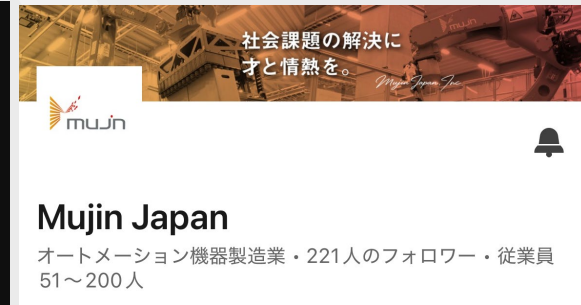 mujin
社会課題の解決に
才と情熱を。
Mujin Japan Inc.
mujin
Mujin Japan
オートメーション機器製造業・221人のフォロワー・従業員
51〜200人